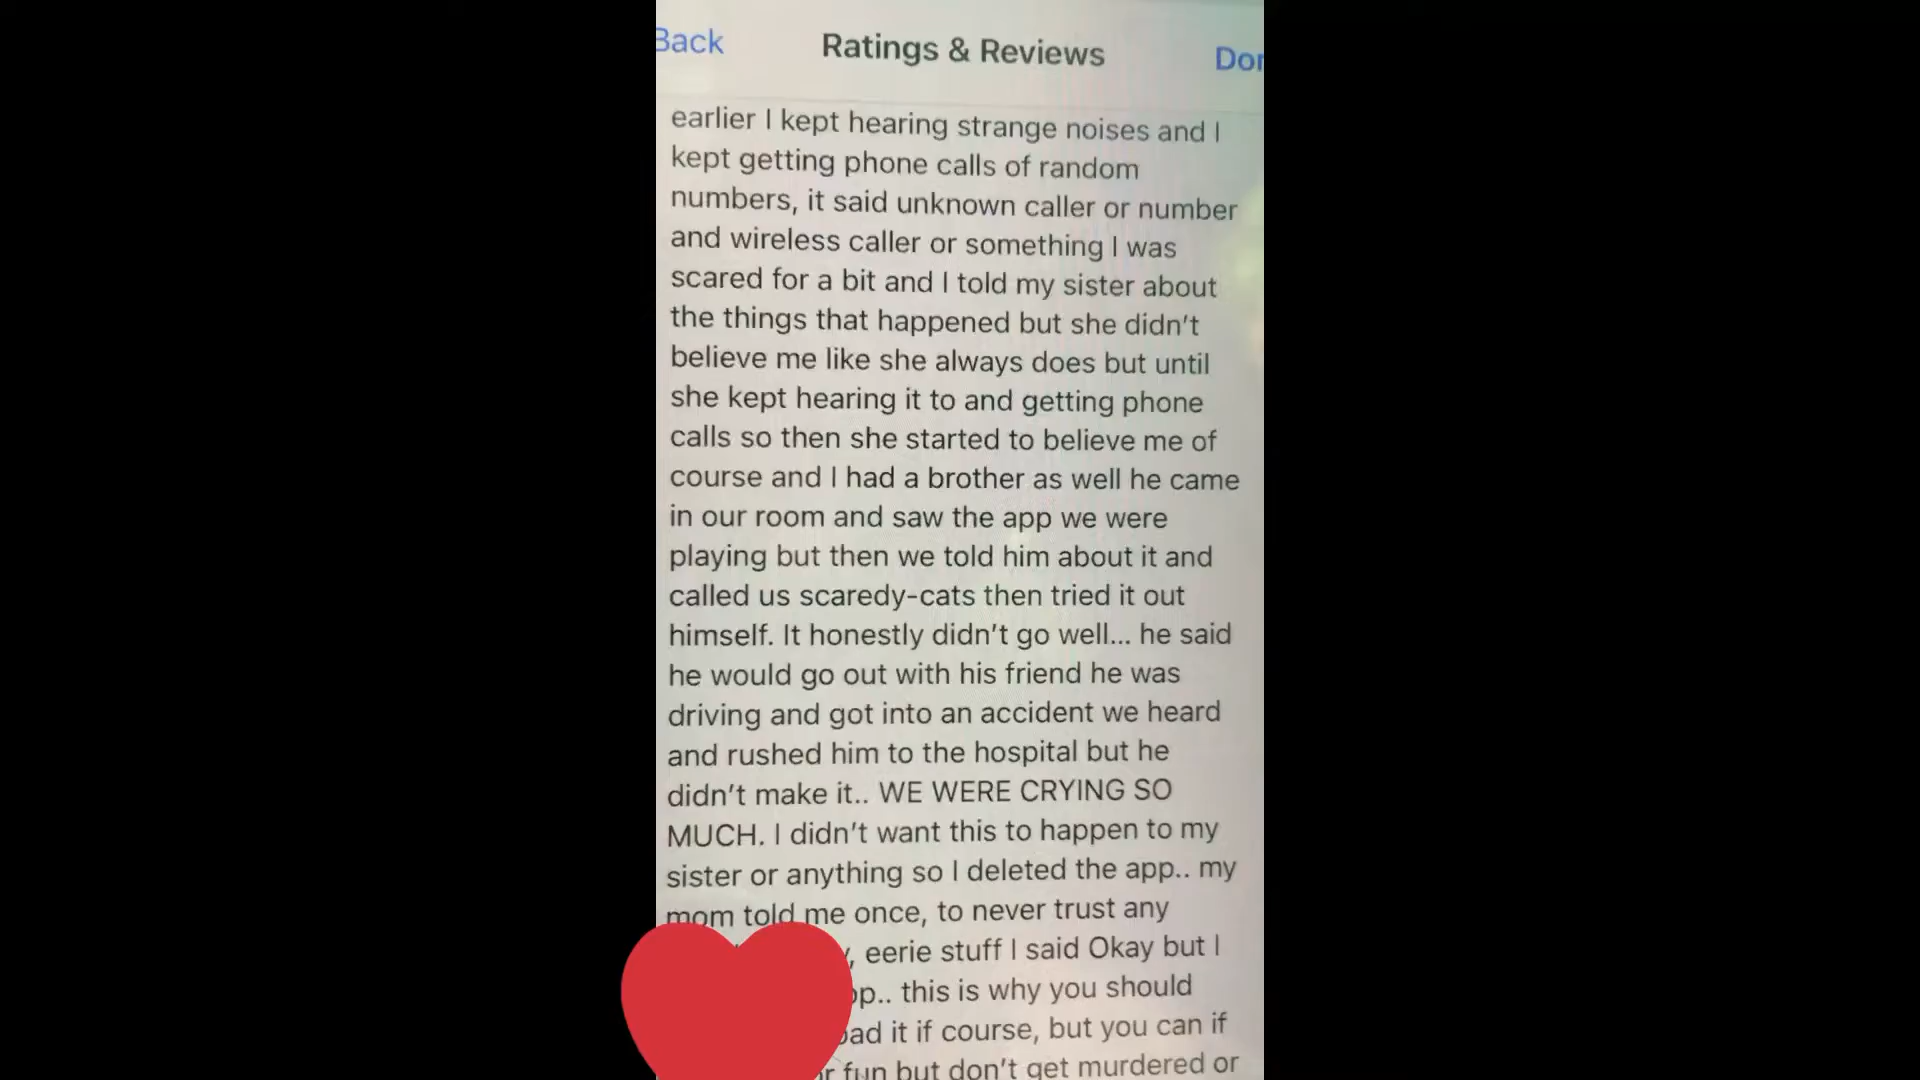 Back
Ratings & Reviews
earlier I kept hearing strange noises and I
kept getting phone calls of random
numbers, it said unknown caller or number
and wireless caller or something I was
scared for a bit and I told my sister about
the things that happened but she didn't
believe me like she always does but until
she kept hearing it to and getting phone
calls so then she started to believe me of
course and I had a brother as well he came
in our room and saw the app we were
playing but then we told him about it and
called us scaredy-cats then tried it out
himself. It honestly didn't go well... he said
he would go out with his friend he was
driving and got into an accident we heard
and rushed him to the hospital but he
didn't make it.. WE WERE CRYING SO
MUCH. I didn't want this to happen to my
sister or anything so I deleted the app.. my
mom told me once, to never trust any
eerie stuff I said Okay but I
this is why you should
it if course, but you can if
fun but don't get murdered or